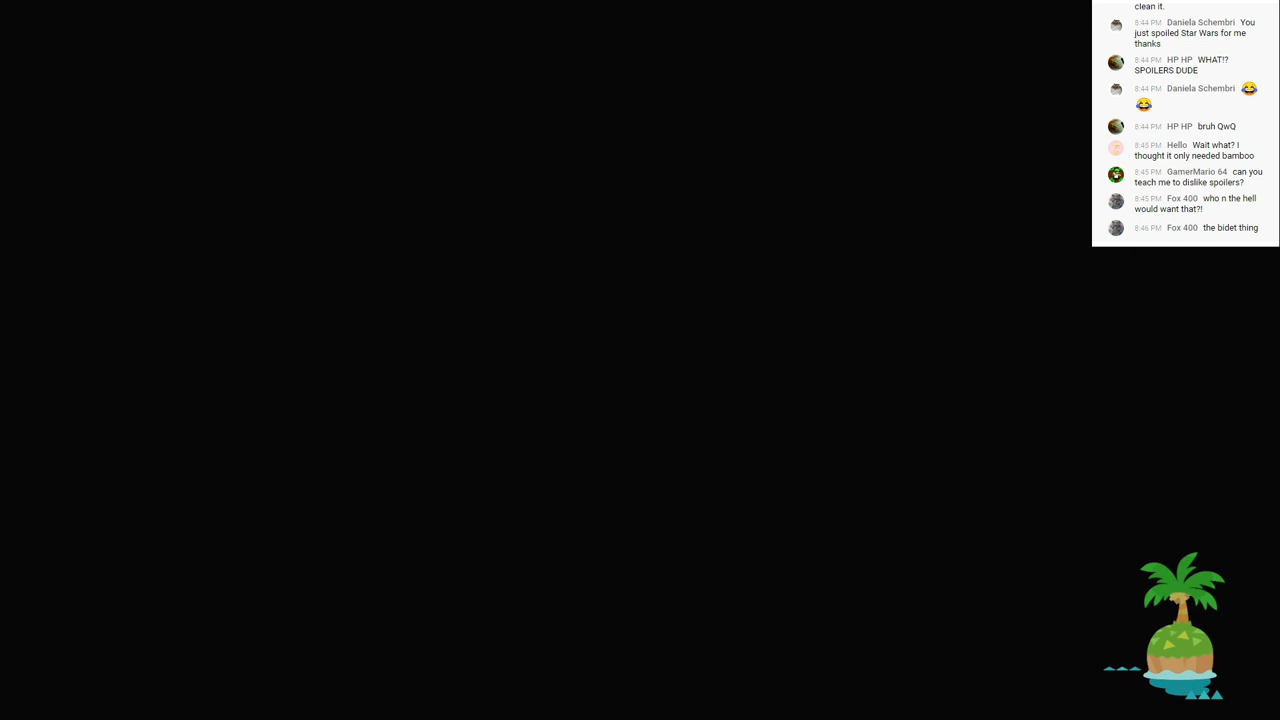 clean it.
8:44 PM Daniela Schembri You
just spoiled Star Wars for me
thanks
8:44 PM HP HP WHAT!?
SPOILERS DUDE
8:44 PM Daniela Schembri 😂
😂
8:44 PM HP HP bruh QwQ
8:45 PM Hello Wait what? I
thought it only needed bamboo
8:45 PM GamerMario 64 can you
teach me to dislike spoilers?
8:45 PM Fox 400 who n the hell
would want that?!
8:46 PM Fox 400 the bidet thing